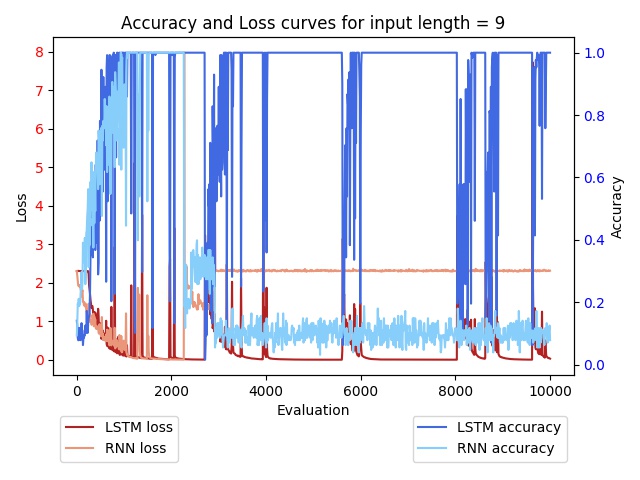 Accuracy and Loss curves for input length = 9
8
7
6
5
4
3
2
1
0
Loss
1.0
0.8
0.6
0.4
0.2
0.0
Accuracy
0 2000 4000 6000 8000 10000
Evaluation
LSTM loss
RNN loss
LSTM accuracy
RNN accuracy